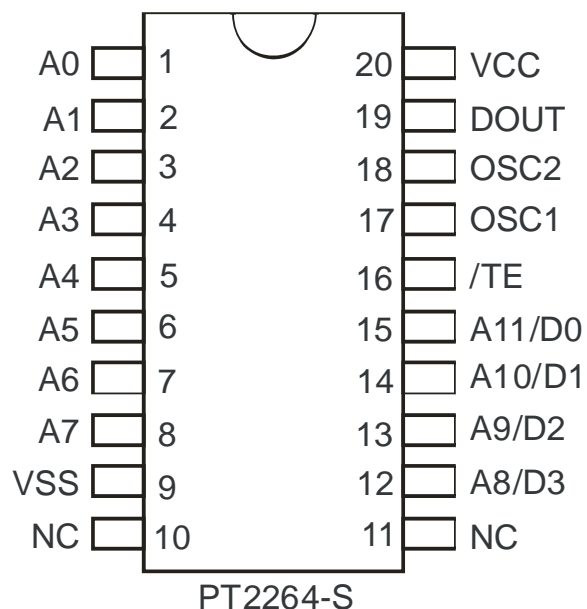 A0 1 20 VCC
A1 2 19 DOUT
A2 3 18 OSC2
A3 4 17 OSC1
A4 5 16 /TE
A5 6 15 A11/D0
A6 7 14 A10/D1
A7 8 13 A9/D2
VSS 9 12 A8/D3
NC 10 11 NC
PT2264-S